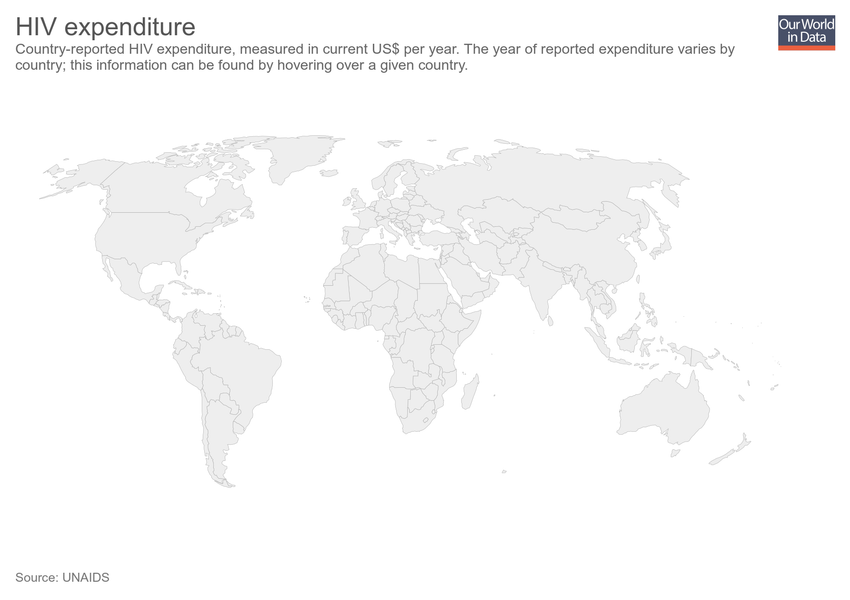 HIV expenditure
Our World
in Data
Country-reported HIV expenditure, measured in current US$ per year. The year of reported expenditure varies by
country; this information can be found by hovering over a given country.
Source: UNAIDS